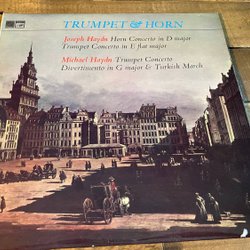 TRUMPET & HORN
Joseph Haydn Horn Concerto in D major
Trumpet Concerto in E flat major
Michael Haydn Trumpet Concerto
Divertimento in G major & Turkish March